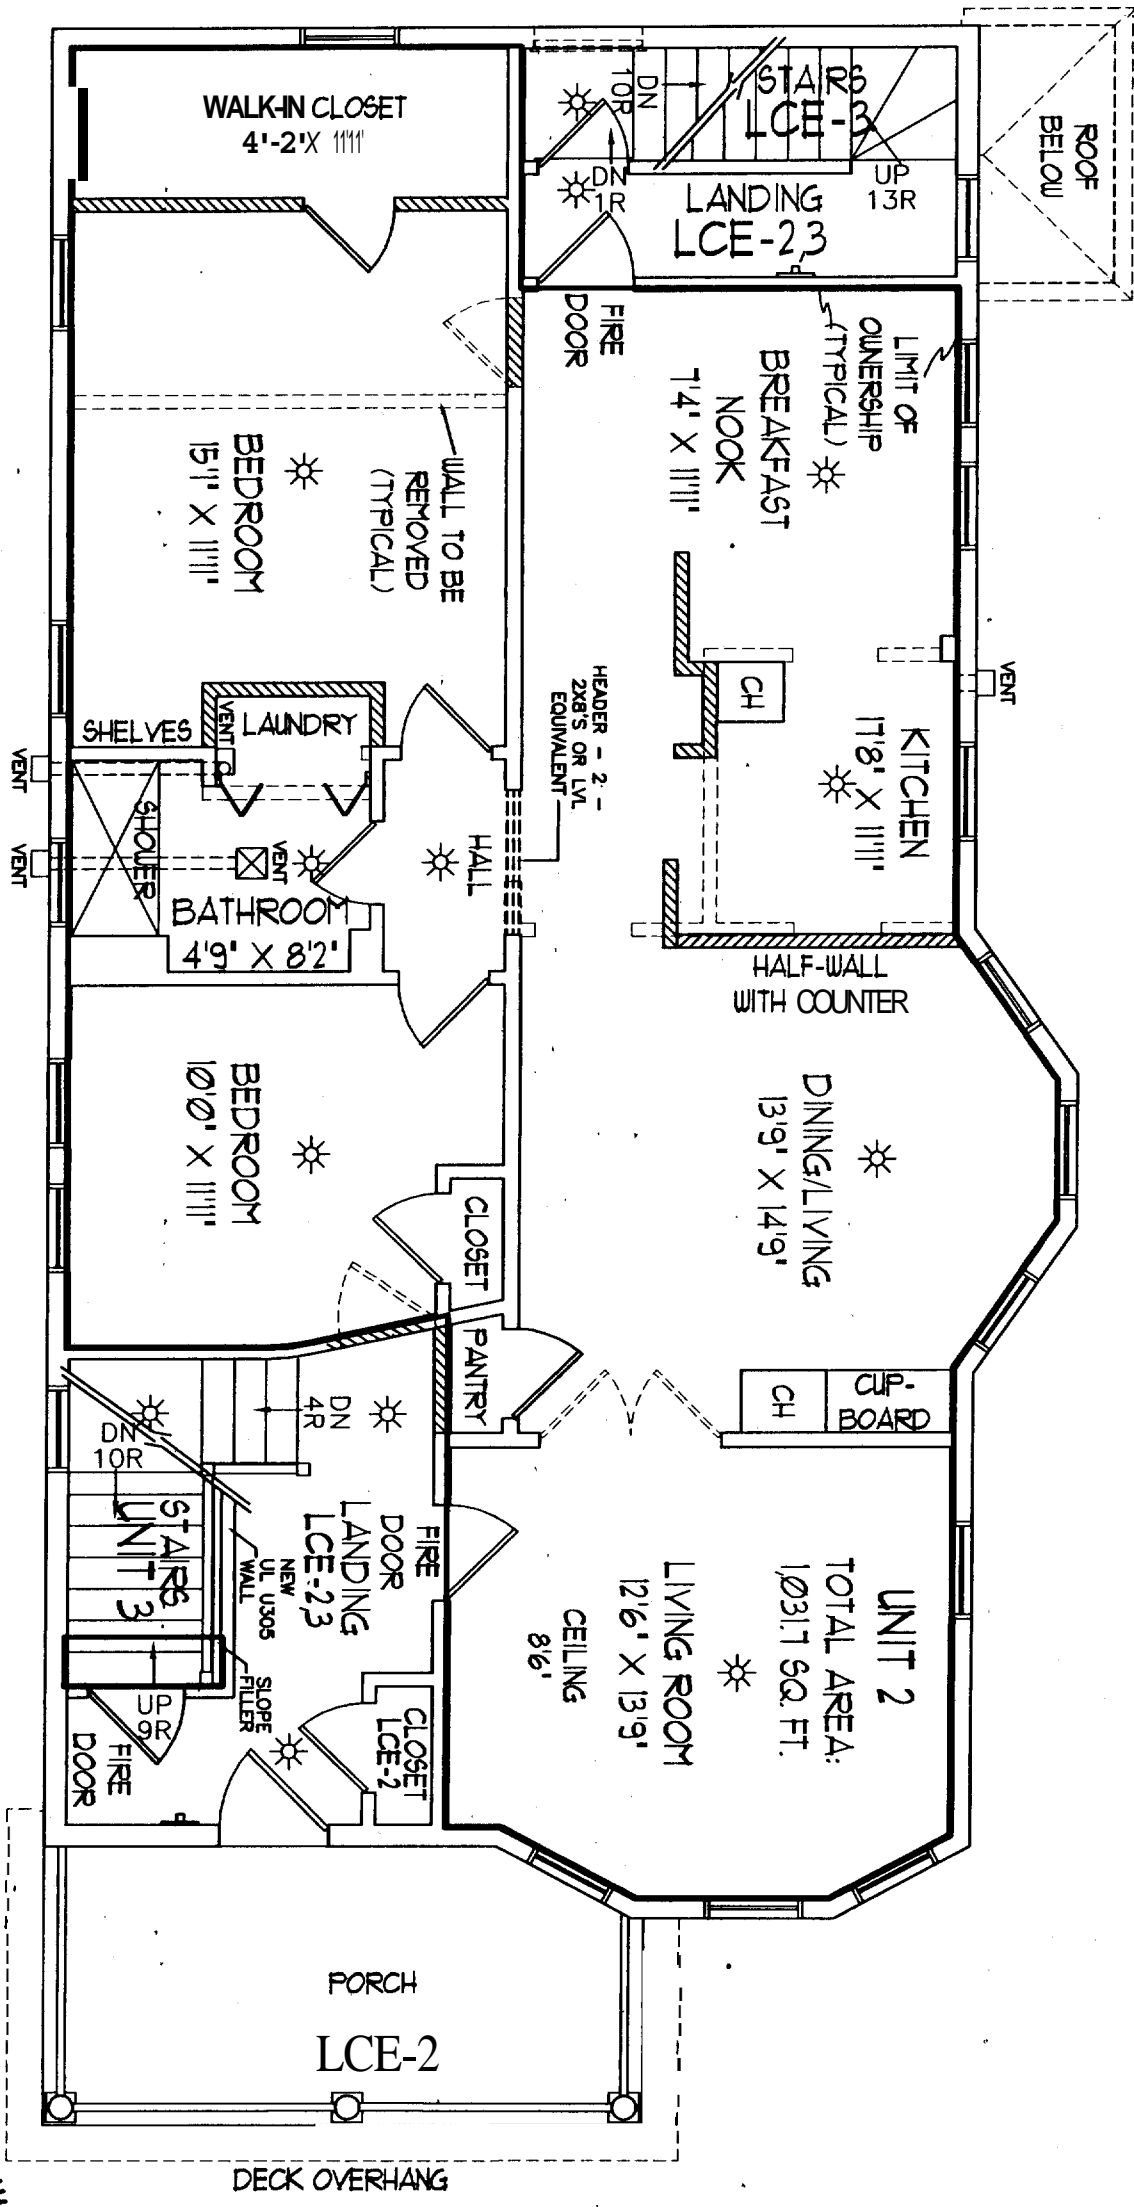 WALK-IN CLOSET
4'-2'X 11'11'
DN
10R
STAIRS
LCE-3
ROOF
BELOW
DN
1R
UP
13R
LANDING
LCE-2,3
FIRE
DOOR
LIMIT OF
OWNERSHIP
(TYPICAL)
BREAKFAST
NOOK
7'4" X 11'11"
WALL TO BE
REMOVED
(TYPICAL)
BEDROOM
15'1" X 11'11"
HEADER - 2 -
2X8'S OR LVL
EQUIVALENT
CH
VENT
KITCHEN
17'8" X 11'11"
SHELVES
VENT
LAUNDRY
VENT
SHOWER
VENT
VENT
HALL
BATHROOM
4'9" X 8'2"
HALF-WALL
WITH COUNTER
DINING/LIVING
13'9" X 14'9"
BEDROOM
10'0" X 11'11"
CLOSET
PANTRY
CH
CUP-
BOARD
DN
4R
DN
10R
STAIRS
UNIT 3
NEW
UL U305
WALL
LANDING
LCE-2,3
FIRE
DOOR
UNIT 2
TOTAL AREA:
1,031.7 SQ. FT.
LIVING ROOM
12'6" X 13'9"
CEILING
8'6'
SLOPE
FILLER
UP
9R
FIRE
DOOR
CLOSET
LCE-2
PORCH
LCE-2
DECK OVERHANG